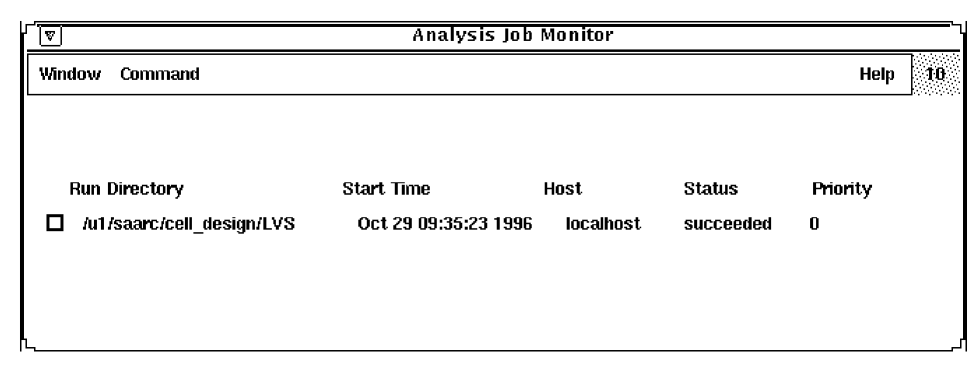 Analysis Job Monitor
Window Command Help 10
Run Directory Start Time Host Status Priority
/u1/saarc/cell_design/LVS Oct 29 09:35:23 1996 localhost succeeded 0